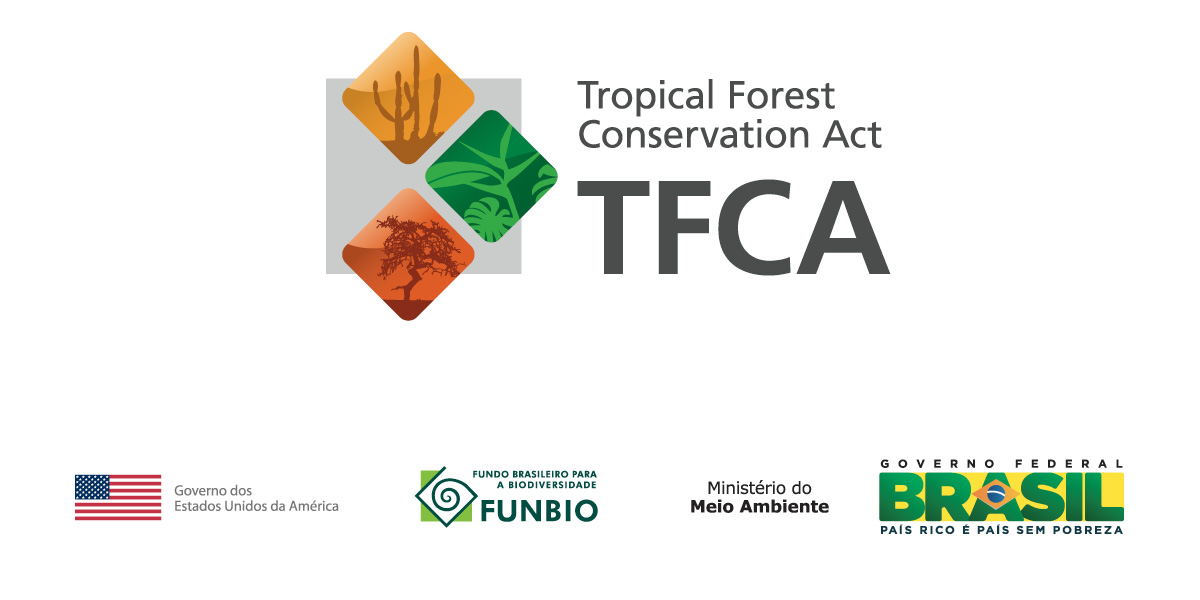 Tropical Forest
Conservation Act
TFCA
Governo dos
Estados Unidos da América
FUNDO BRASILEIRO PARA
A BIODIVERSIDADE
FUNBIO
Ministério do
Meio Ambiente
GOVERNO FEDERAL
BRASIL
PAÍS RICO É PAÍS SEM POBREZA